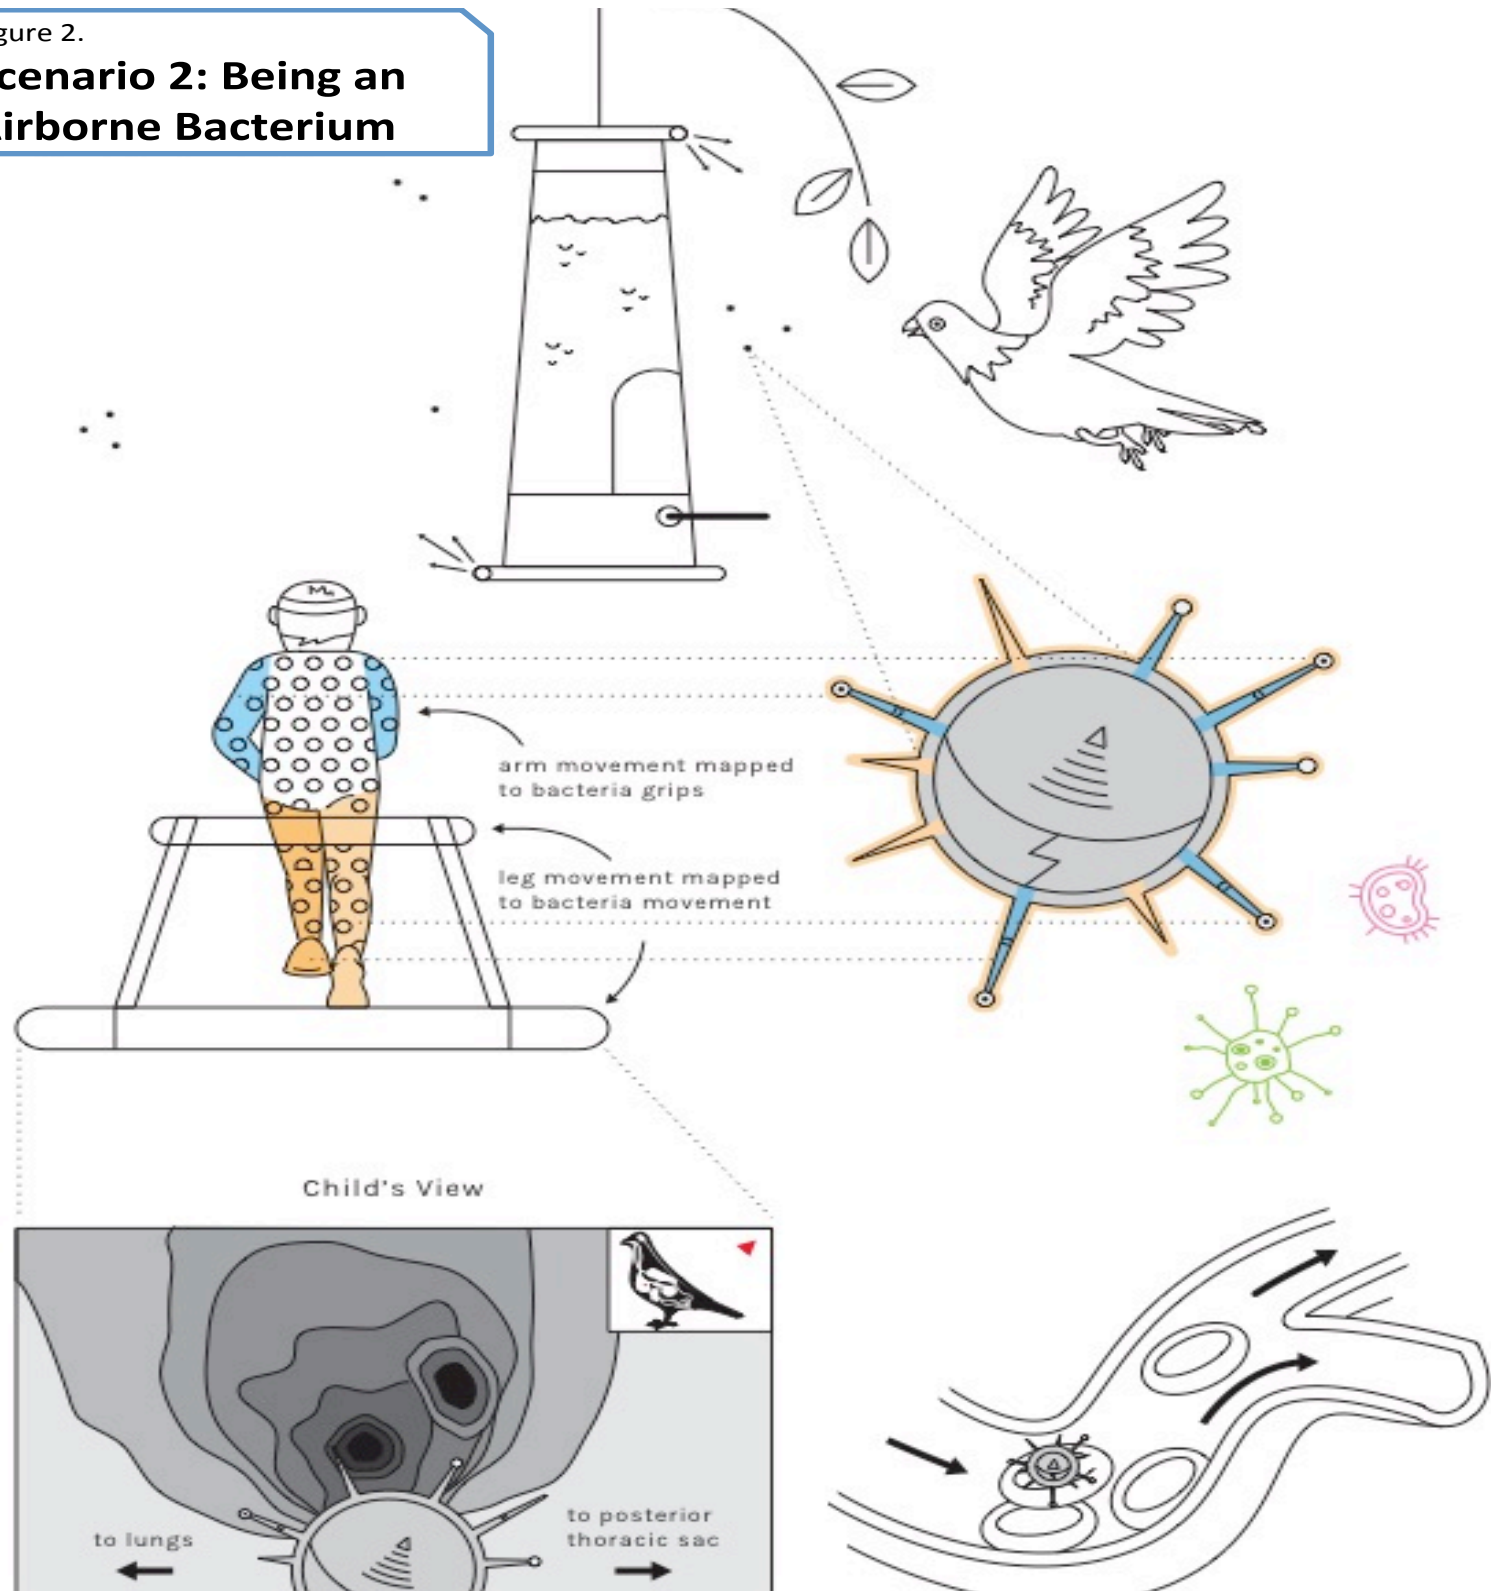 gure 2.
cenario 2: Being an
irborne Bacterium
arm movement mapped
to bacteria grips
leg movement mapped
to bacteria movement
Child's View
to lungs
to posterior
thoracic sac